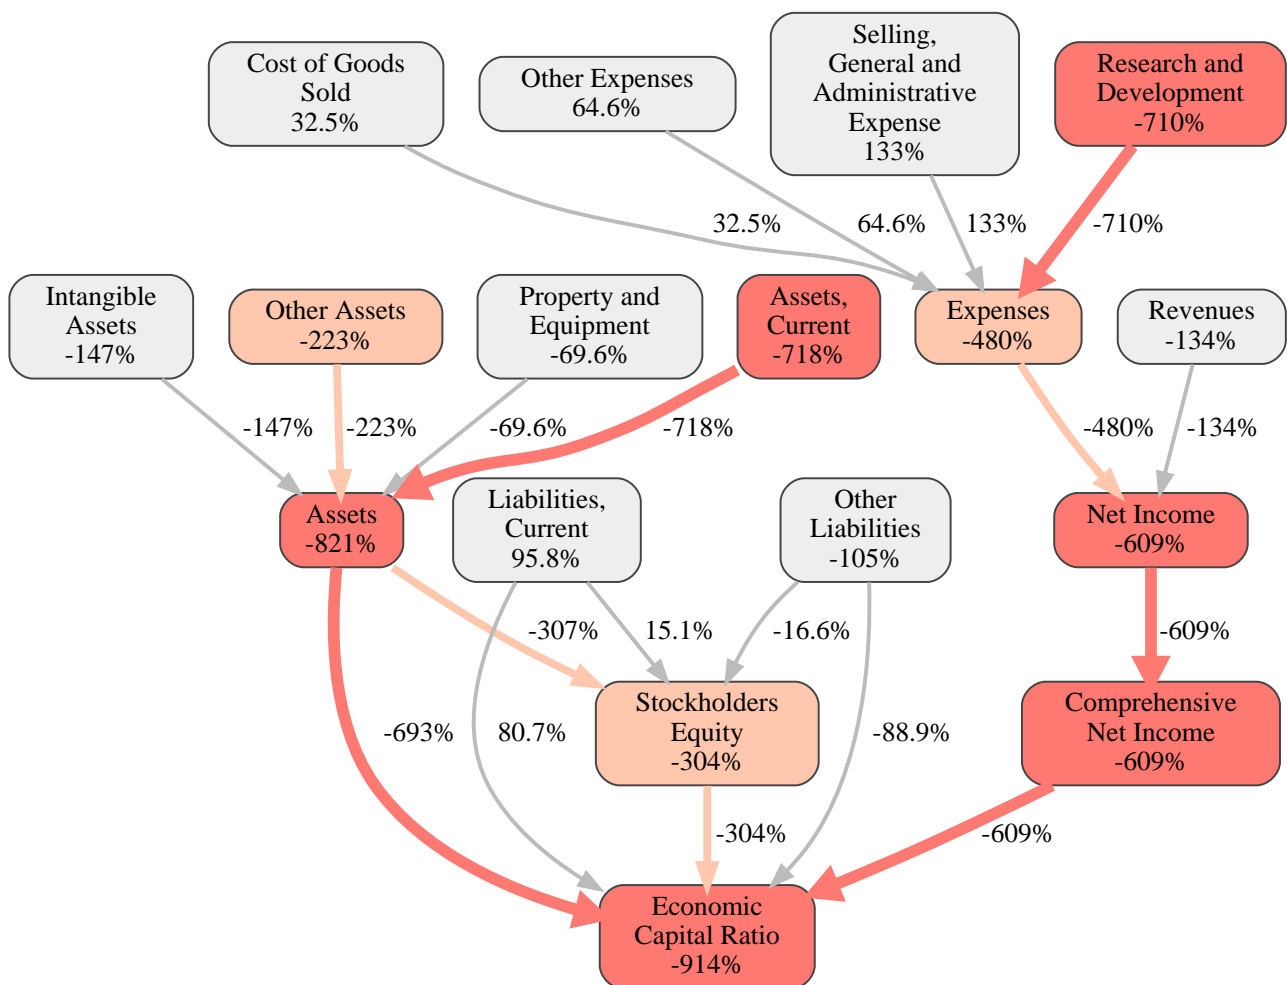 Cost of Goods
Sold
32.5%
Other Expenses
64.6%
Selling,
General and
Administrative
Expense
133%
Research and
Development
-710%
32.5%
64.6%
133%
-710%
Intangible
Assets
-147%
Other Assets
-223%
Property and
Equipment
-69.6%
Assets,
Current
-718%
Expenses
-480%
Revenues
-134%
-147%
-223%
-69.6%
-718%
-480%
-134%
Assets
-821%
Liabilities,
Current
95.8%
Other
Liabilities
-105%
Net Income
-609%
-307%
15.1%
-16.6%
-609%
Stockholders
Equity
-304%
Comprehensive
Net Income
-609%
-693%
80.7%
-88.9%
-304%
-609%
Economic
Capital Ratio
-914%